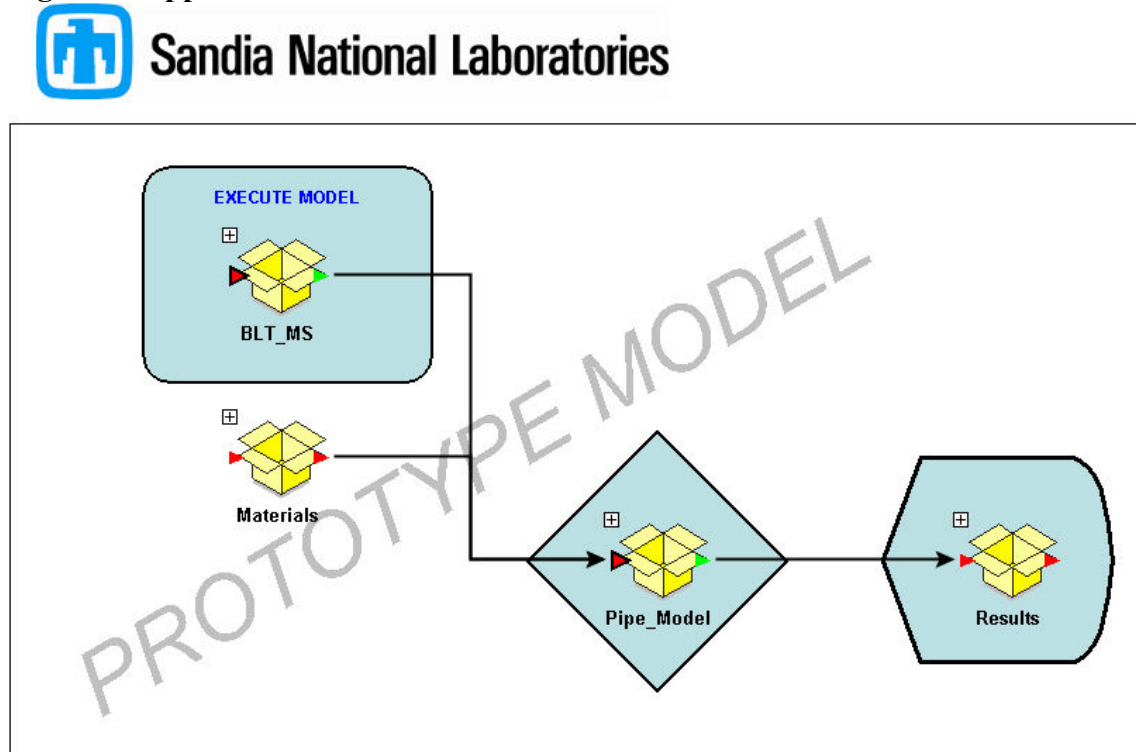 Sandia National Laboratories
EXECUTE MODEL
BLT_MS
Materials
PROTOTYPE MODEL
Pipe_Model
Results